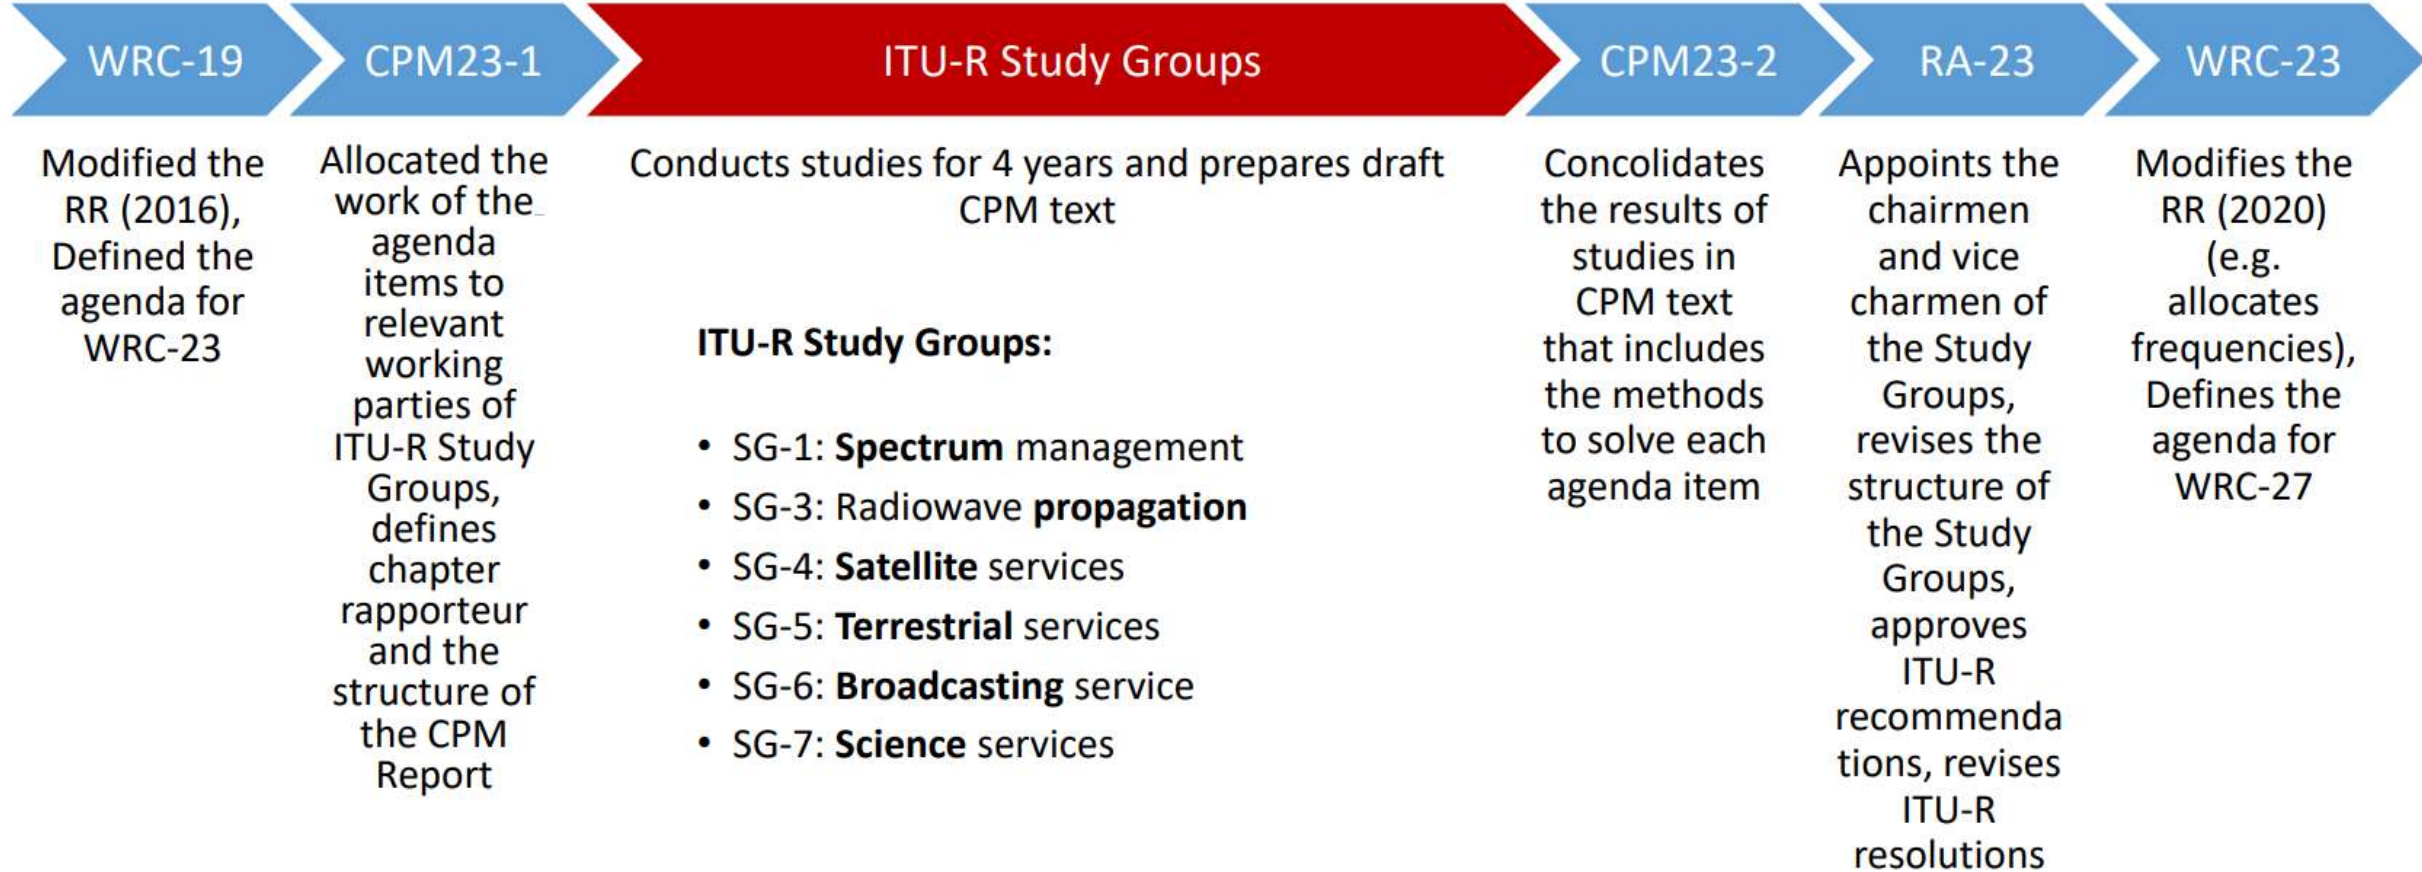 WRC-19
CPM23-1
ITU-R Study Groups
CPM23-2
RA-23
WRC-23
Modified the
RR (2016),
Defined the
agenda for
WRC-23
Allocated the
work of the
agenda
items to
relevant
working
parties of
ITU-R Study
Groups,
defines
chapter
rapporteur
and the
structure of
the CPM
Report
Conducts studies for 4 years and prepares draft
CPM text
ITU-R Study Groups:
• SG-1: Spectrum management
• SG-3: Radiowave propagation
• SG-4: Satellite services
• SG-5: Terrestrial services
• SG-6: Broadcasting service
• SG-7: Science services
Concolidates
the results of
studies in
CPM text
that includes
the methods
to solve each
agenda item
Appoints the
chairmen
and vice
charmen of
the Study
Groups,
revises the
structure of
the Study
Groups,
approves
ITU-R
recommenda
tions, revises
ITU-R
resolutions
Modifies the
RR (2020)
(e.g.
allocates
frequencies),
Defines the
agenda for
WRC-27